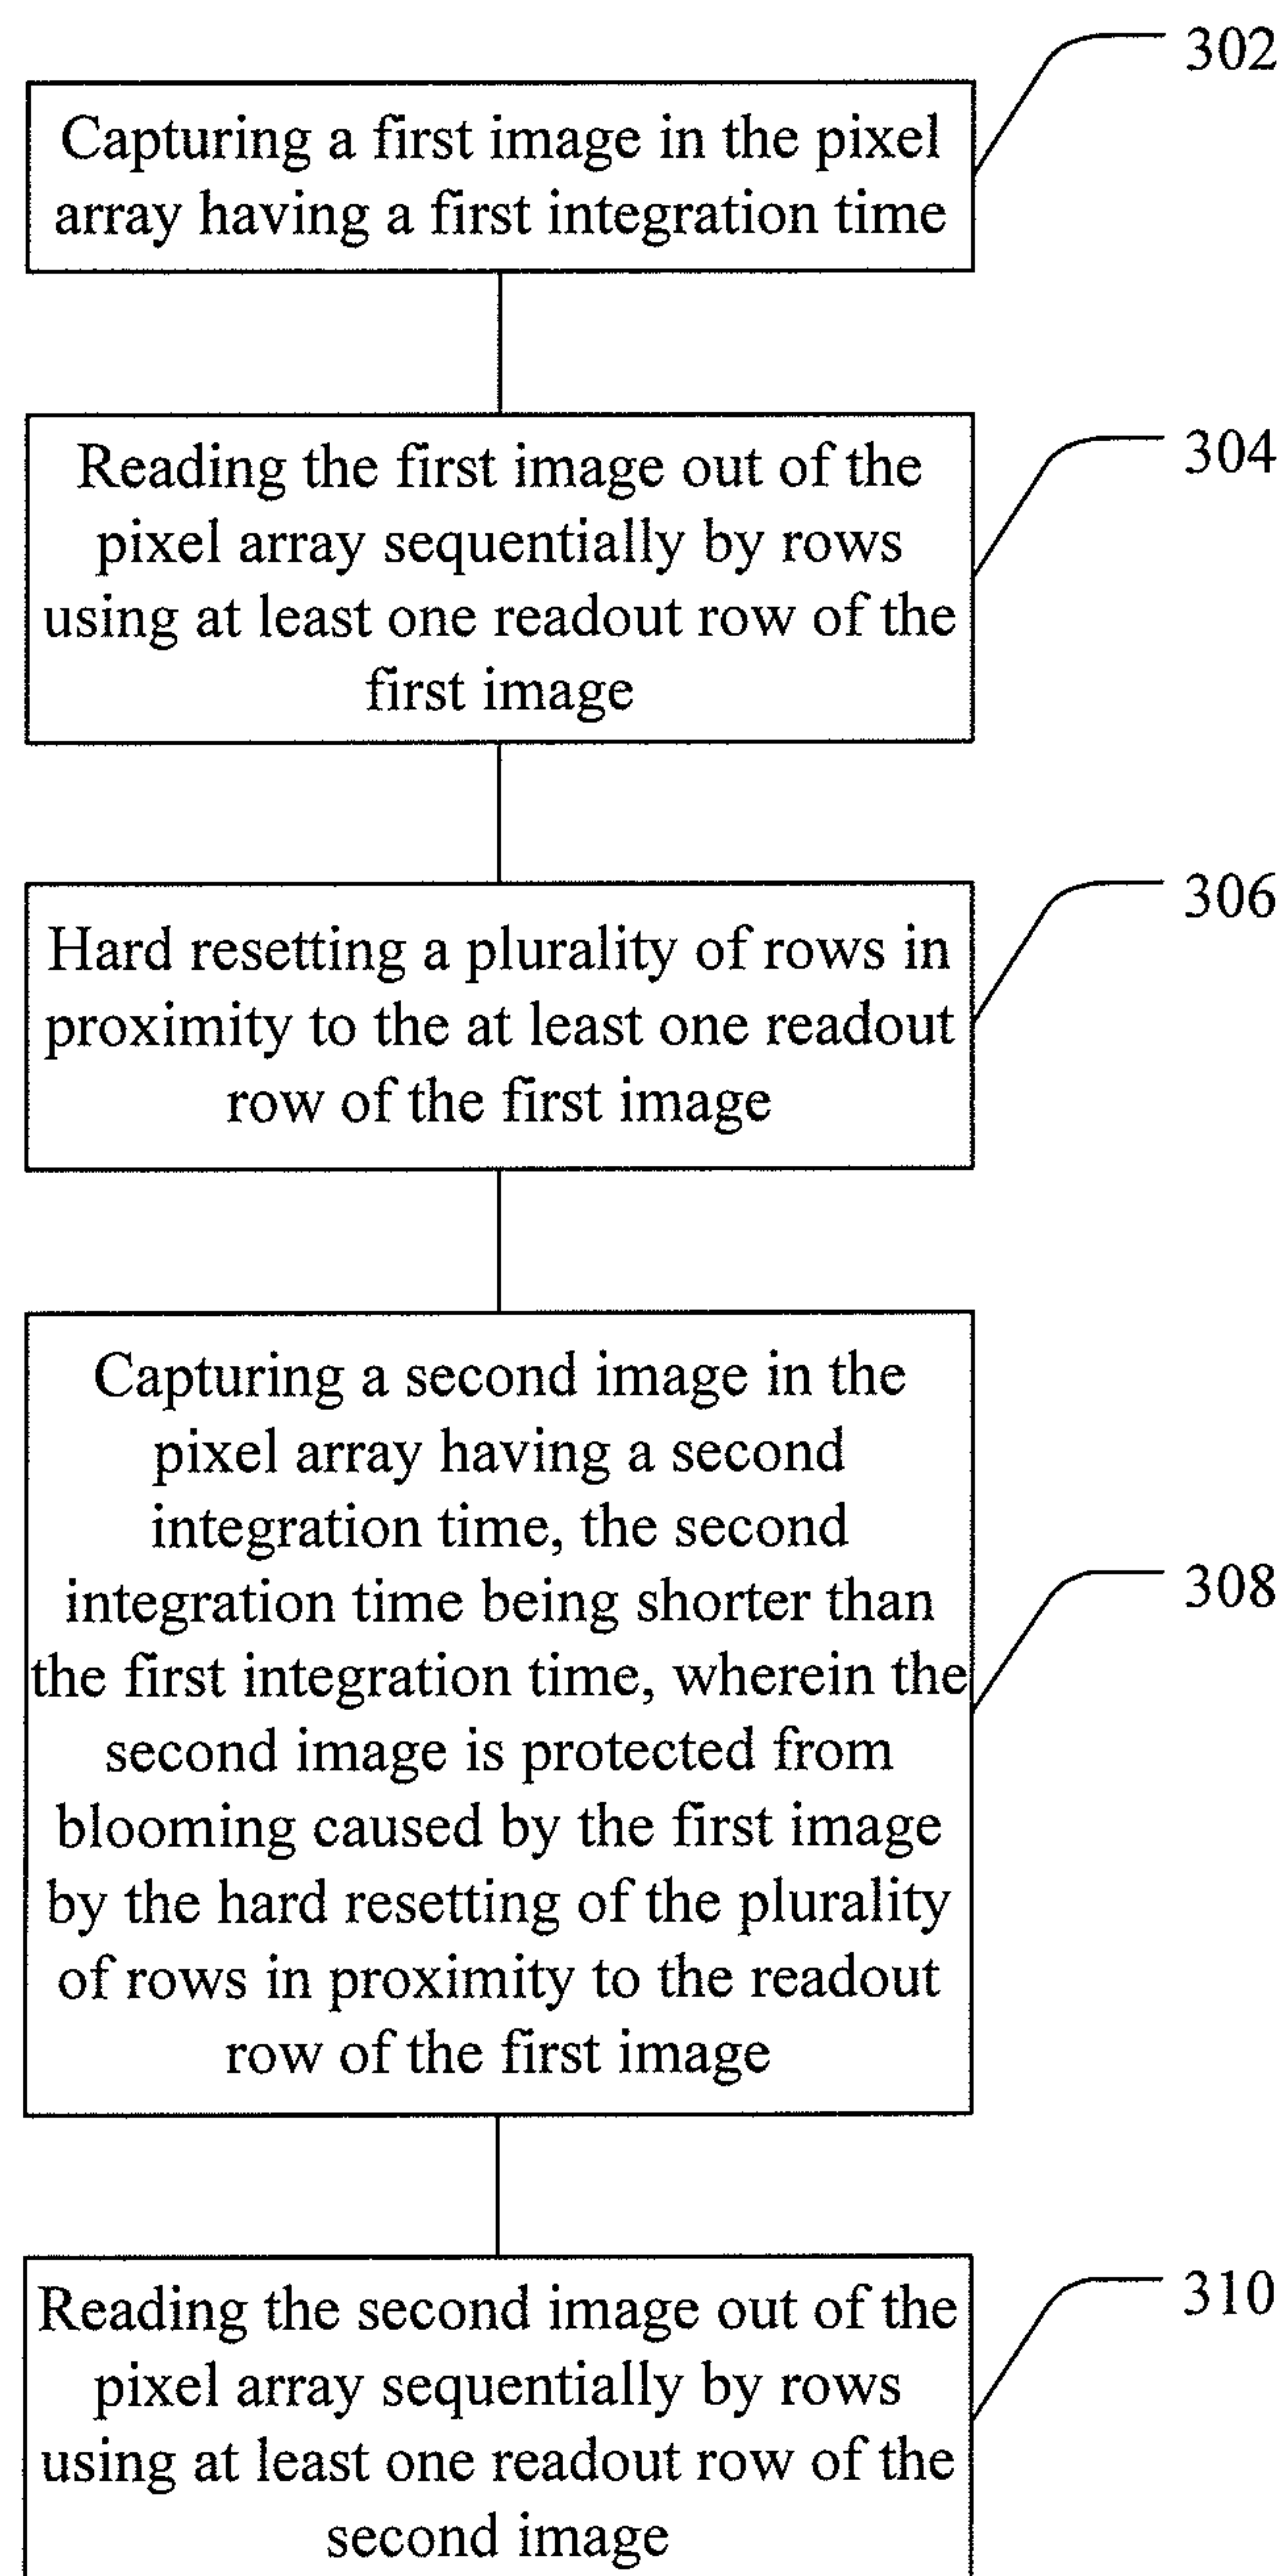 302
Capturing a first image in the pixel
array having a first integration time
304
Reading the first image out of the
pixel array sequentially by rows
using at least one readout row of the
first image
306
Hard resetting a plurality of rows in
proximity to the at least one readout
row of the first image
308
Capturing a second image in the
pixel array having a second
integration time, the second
integration time being shorter than
the first integration time, wherein the
second image is protected from
blooming caused by the first image
by the hard resetting of the plurality
of rows in proximity to the readout
row of the first image
310
Reading the second image out of the
pixel array sequentially by rows
using at least one readout row of the
second image